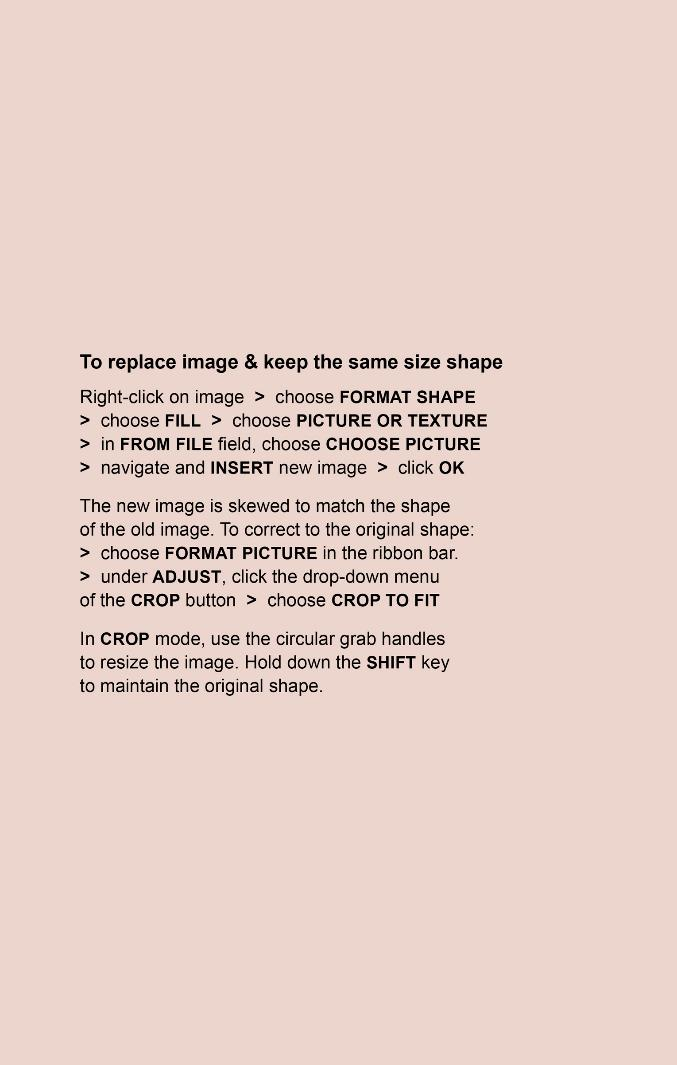 To replace image & keep the same size shape
Right-click on image > choose FORMAT SHAPE
> choose FILL > choose PICTURE OR TEXTURE
> in FROM FILE field, choose CHOOSE PICTURE
> navigate and INSERT new image > click OK
The new image is skewed to match the shape
of the old image. To correct to the original shape:
> choose FORMAT PICTURE in the ribbon bar.
> under ADJUST, click the drop-down menu
of the CROP button > choose CROP TO FIT
In CROP mode, use the circular grab handles
to resize the image. Hold down the SHIFT key
to maintain the original shape.